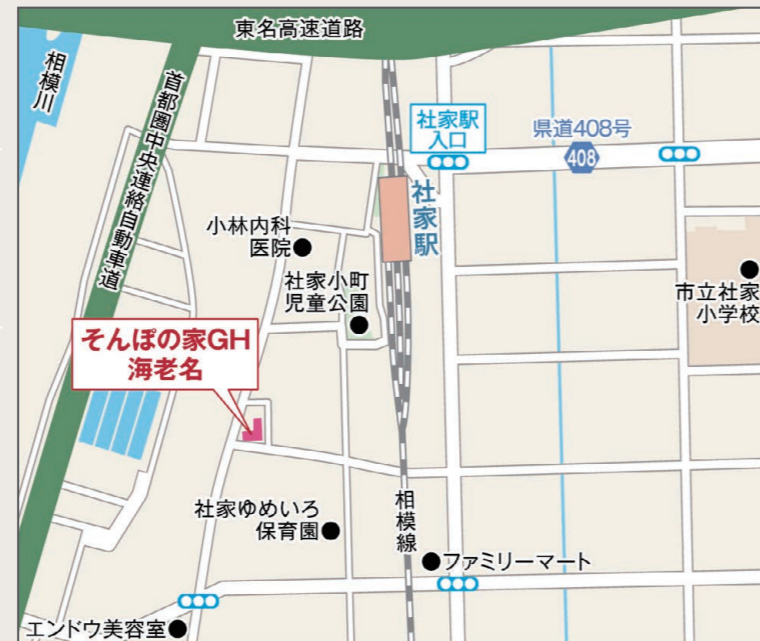 東名高速道路
相模川
首都圏中央連絡自動車道
社家駅
入口
県道408号
408
社家駅
小林内科
医院
社家小町
児童公園
市立社家
小学校
そんぽの家GH
海老名
社家ゆめいろ
保育園
相模線
ファミリーマート
エンドウ美容室